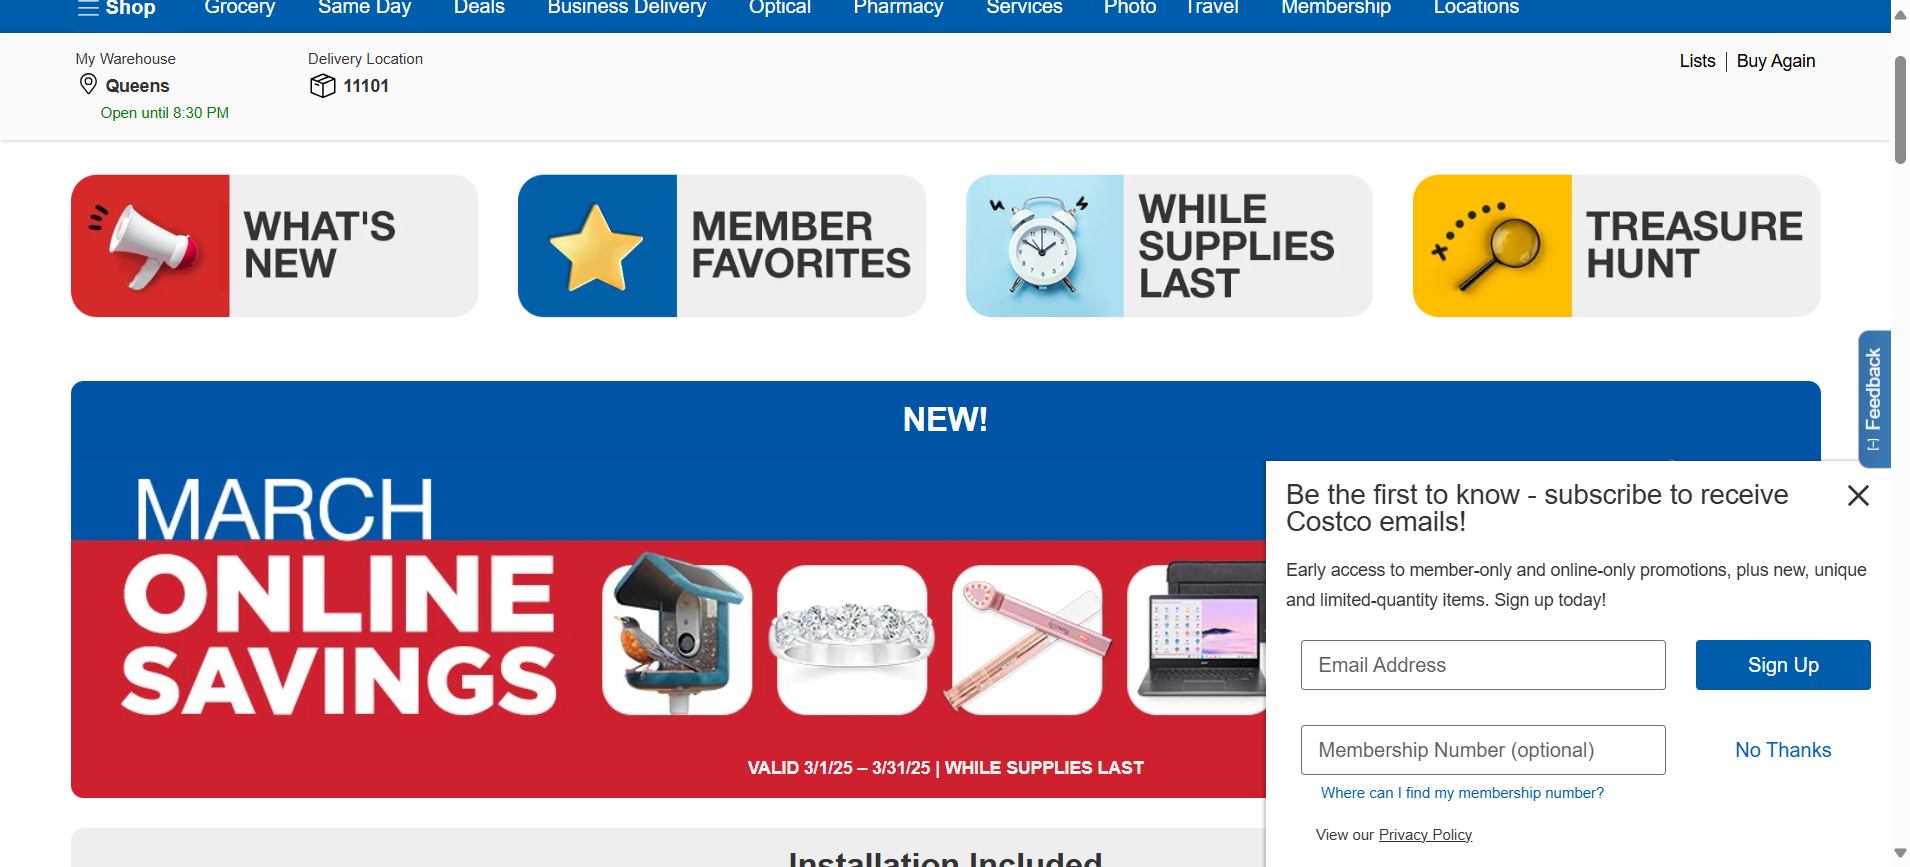 Shop
Grocery
Same Day
Deals
Business Delivery
Optical
Pharmacy
Services
Photo
Travel
Membership
Locations
My Warehouse
Queens
Open until 8:30 PM
Delivery Location
11101
Lists
Buy Again
WHAT'S
NEW
MEMBER
FAVORITES
WHILE
SUPPLIES
LAST
TREASURE
HUNT
[-] Feedback
NEW!
MARCH
ONLINE
SAVINGS
VALID 3/1/25 – 3/31/25 | WHILE SUPPLIES LAST
Be the first to know - subscribe to receive
Costco emails!
Early access to member-only and online-only promotions, plus new, unique
and limited-quantity items. Sign up today!
Email Address
Sign Up
Membership Number (optional)
No Thanks
Where can I find my membership number?
View our Privacy Policy
Installation Included